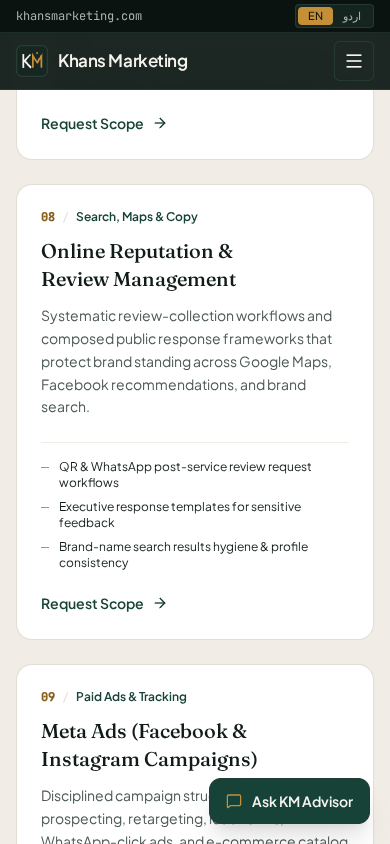 khansmarketing.com
EN اردو
KM Khans Marketing
Request Scope →
08 / Search, Maps & Copy
Online Reputation &
Review Management
Systematic review-collection workflows and
composed public response frameworks that
protect brand standing across Google Maps,
Facebook recommendations, and brand
search.
— QR & WhatsApp post-service review request
workflows
— Executive response templates for sensitive
feedback
— Brand-name search results hygiene & profile
consistency
Request Scope →
09 / Paid Ads & Tracking
Meta Ads (Facebook &
Instagram Campaigns)
Disciplined campaign
prospecting, retargeting,
WhatsApp-click ads, and e-commerce catalog
Ask KM Advisor